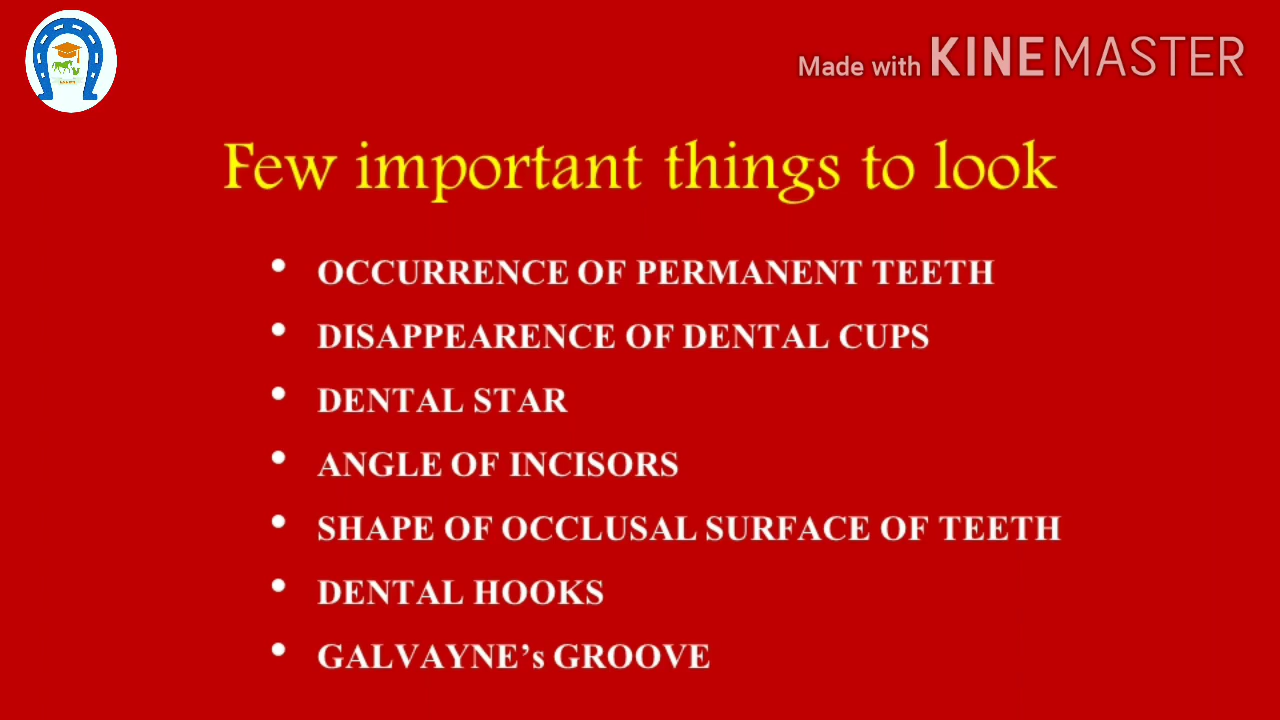 Made with KINEMASTER
Few important things to look
• OCCURRENCE OF PERMANENT TEETH
• DISAPPEARENCE OF DENTAL CUPS
• DENTAL STAR
• ANGLE OF INCISORS
• SHAPE OF OCCLUSAL SURFACE OF TEETH
• DENTAL HOOKS
• GALVAYNE’s GROOVE